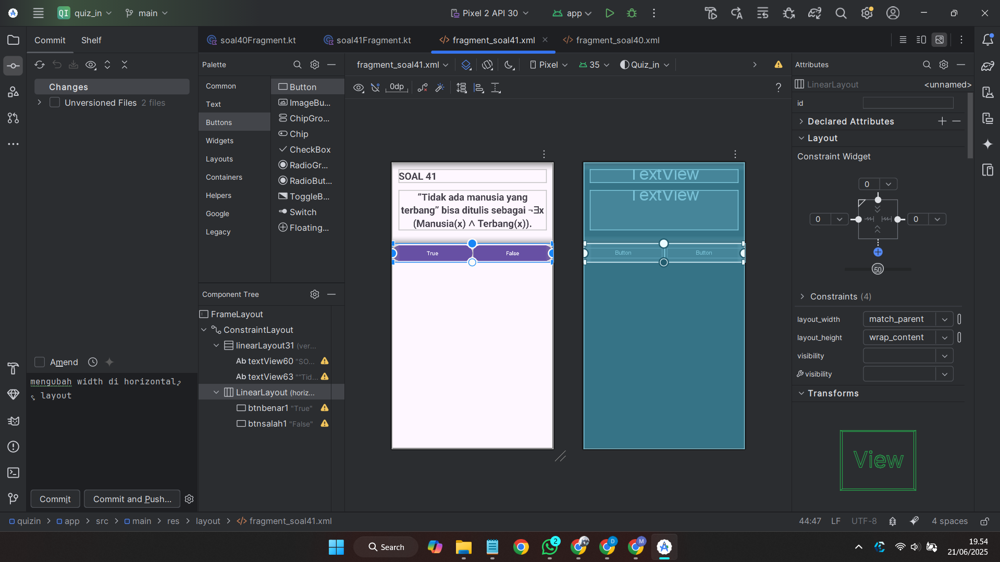 QI quiz_in main Pixel 2 API 30 app
Commit Shelf
soal40Fragment.kt soal41Fragment.kt fragment_soal41.xml fragment_soal40.xml
Palette
fragment_soal41.xml Pixel 35 Quiz_in
Attributes
Changes
Unversioned Files 2 files
Common
Text
Buttons
Widgets
Layouts
Containers
Helpers
Google
Legacy
Button
ImageBu...
ChipGro...
Chip
CheckBox
RadioGr...
RadioBut...
ToggleB...
Switch
Floating...
0dp
?
SOAL 41
“Tidak ada manusia yang
terbang” bisa ditulis sebagai ¬∃x
(Manusia(x) ∧ Terbang(x)).
True False
TextView
TextView
Button Button
LinearLayout <unnamed>
id
Declared Attributes
Layout
Constraint Widget
0
0 0
50
Constraints (4)
layout_width match_parent
layout_height wrap_content
visibility
visibility
Transforms
View
Component Tree
FrameLayout
ConstraintLayout
linearLayout31 (ver...
Ab textView60 "SO...
Ab textView63 "“Tid...
LinearLayout (horiz...
btnbenar1 "True"
btnsalah1 "False"
Amend
mengubah width di horizontal
layout
Commit Commit and Push...
quizin > app > src > main > res > layout > fragment_soal41.xml
44:47 LF UTF-8 4 spaces
Search
2
D
M
19.54
21/06/2025